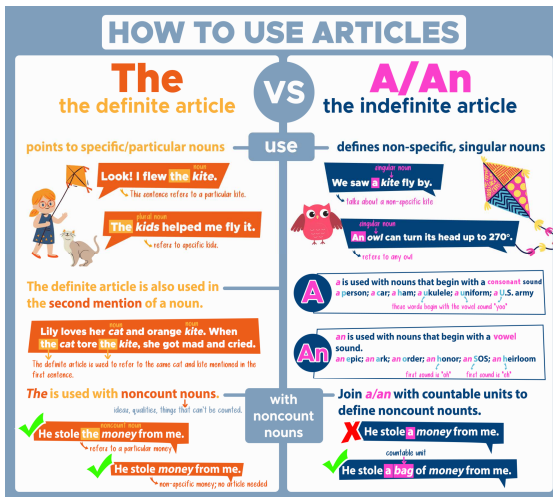 HOW TO USE ARTICLES
The
the definite article
VS
A/An
the indefinite article
use
points to specific/particular nouns
noun
Look! I flew the kite.
This sentence refers to a particular kite.
plural noun
The kids helped me fly it.
refers to specific kids.
The definite article is also used in
the second mention of a noun.
noun
noun
Lily loves her cat and orange kite. When
the cat tore the kite, she got mad and cried.
The definite article is used to refer to the same cat and kite mentioned in the
first sentence.
The is used with noncount nouns.
ideas, qualities, things that can't be counted.
noncount noun
He stole the money from me.
refers to a particular money
He stole money from me.
non-specific money; no article needed
defines non-specific, singular nouns
singular noun
We saw a kite fly by.
talks about a non-specific kite
singular noun
An owl can turn its head up to 270°.
refers to any owl
A
a is used with nouns that begin with a consonant sound
a person; a car; a ham; a ukulele; a uniform; a U.S. army
these words begin with the vowel sound "yoo"
An
an is used with nouns that begin with a vowel
sound.
an epic; an ark; an order; an honor; an SOS; an heirloom
first sound is "oh"
first sound is "eh"
with
noncount
nouns
Join a/an with countable units to
define noncount nouns.
X He stole a money from me.
countable unit
He stole a bag of money from me.